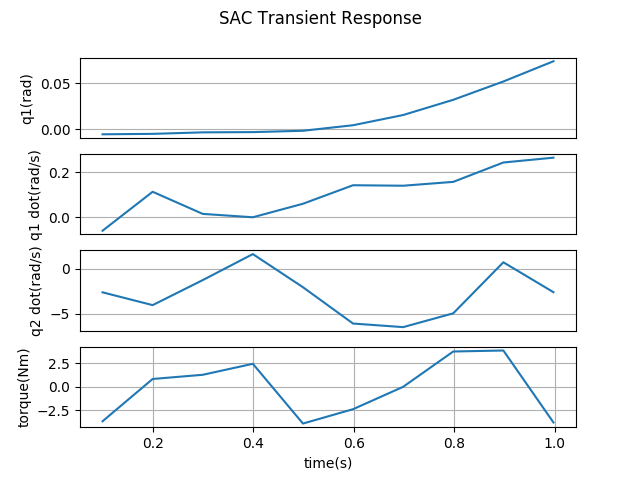 SAC Transient Response
q1(rad)
0.05
0.00
q1 dot(rad/s)
0.2
0.0
q2 dot(rad/s)
0
−5
torque(Nm)
2.5
0.0
−2.5
0.2 0.4 0.6 0.8 1.0
time(s)